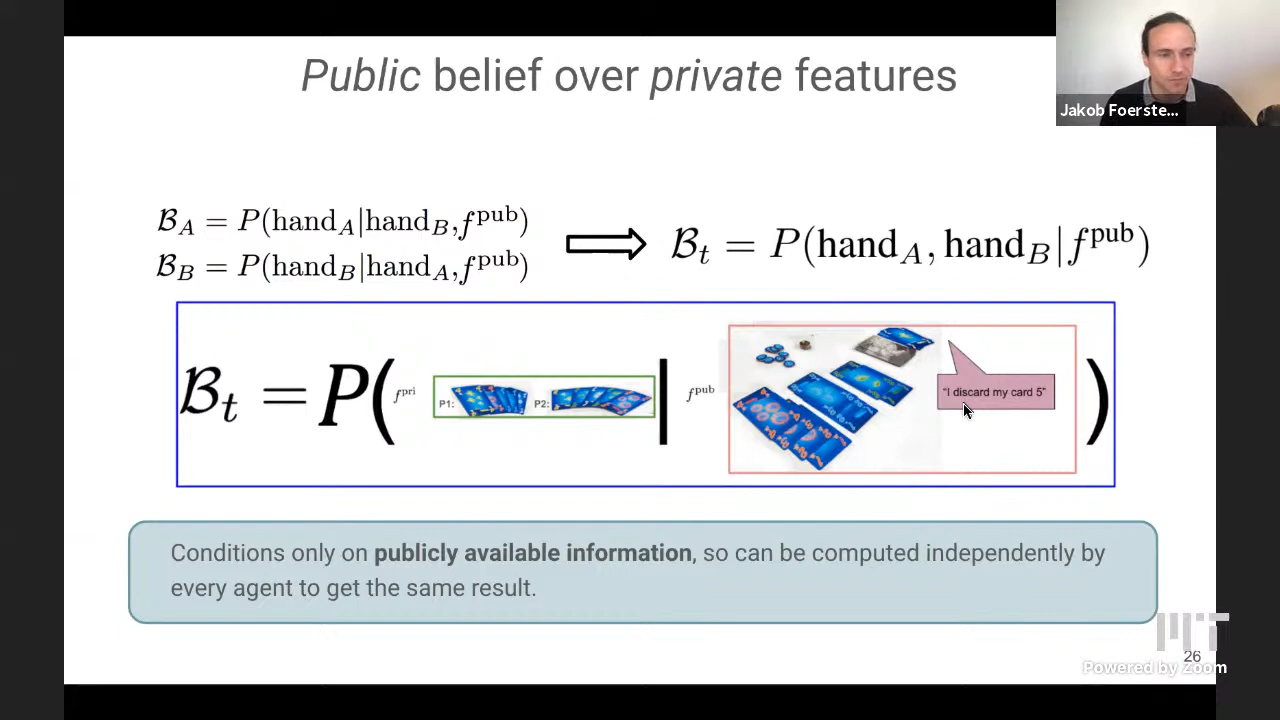 Public belief over private features
Jakob Foerste...
𝓑_A = P(hand_A|hand_B,f^pub)
𝓑_B = P(hand_B|hand_A,f^pub)
𝓑_t = P(hand_A, hand_B|f^pub)
𝓑_t = P( f^pri P1: P2: | f^pub "I discard my card 5" )
Conditions only on publicly available information, so can be computed independently by
every agent to get the same result.
MIT
26
Powered by Zoom